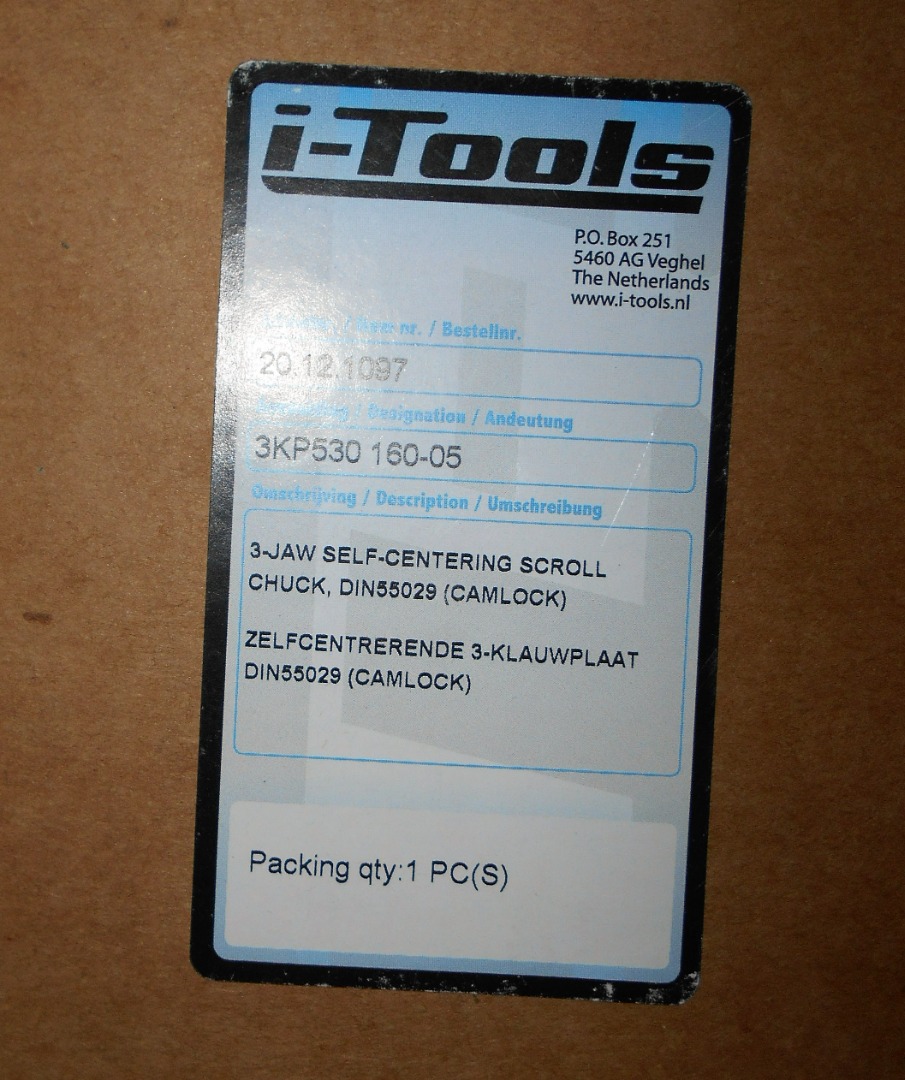 i-Tools
P.O. Box 251
5460 AG Veghel
The Netherlands
www.i-tools.nl
/ nr. / Bestellnr.
20.12.1097
/ Designation / Andeutung
3KP530 160-05
Omschrijving / Description / Umschreibung
3-JAW SELF-CENTERING SCROLL
CHUCK, DIN55029 (CAMLOCK)
ZELFCENTRERENDE 3-KLAUWPLAAT
DIN55029 (CAMLOCK)
Packing qty:1 PC(S)